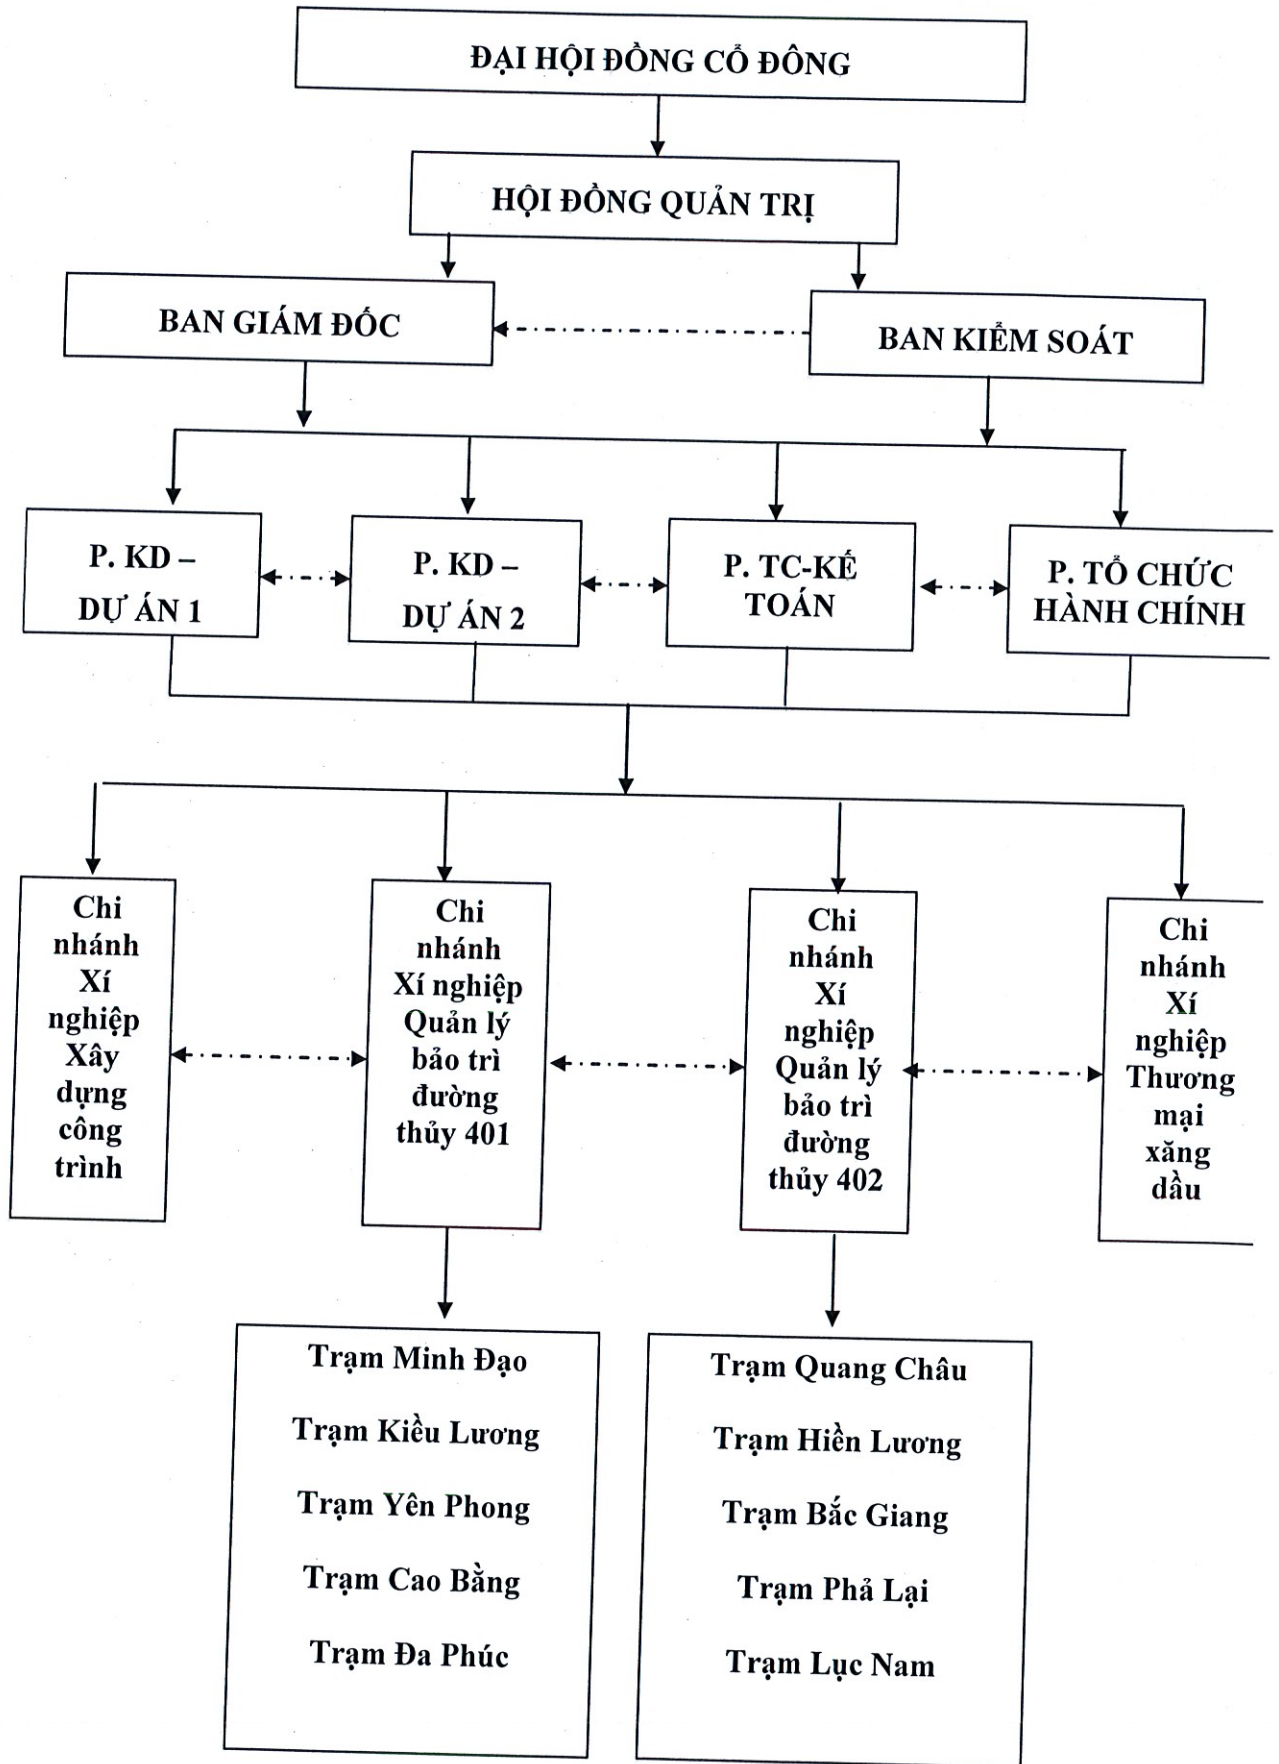 ĐẠI HỘI ĐỒNG CỔ ĐÔNG
HỘI ĐỒNG QUẢN TRỊ
BAN GIÁM ĐỐC
BAN KIỂM SOÁT
P. KD –
DỰ ÁN 1
P. KD –
DỰ ÁN 2
P. TC-KẾ
TOÁN
P. TỔ CHỨC
HÀNH CHÍNH
Chi
nhánh
Xí
nghiệp
Xây
dựng
công
trình
Chi
nhánh
Xí nghiệp
Quản lý
bảo trì
đường
thủy 401
Chi
nhánh
Xí
nghiệp
Quản lý
bảo trì
đường
thủy 402
Chi
nhánh
Xí
nghiệp
Thương
mại
xăng
dầu
Trạm Minh Đạo
Trạm Kiều Lương
Trạm Yên Phong
Trạm Cao Bằng
Trạm Đa Phúc
Trạm Quang Châu
Trạm Hiền Lương
Trạm Bắc Giang
Trạm Phả Lại
Trạm Lục Nam